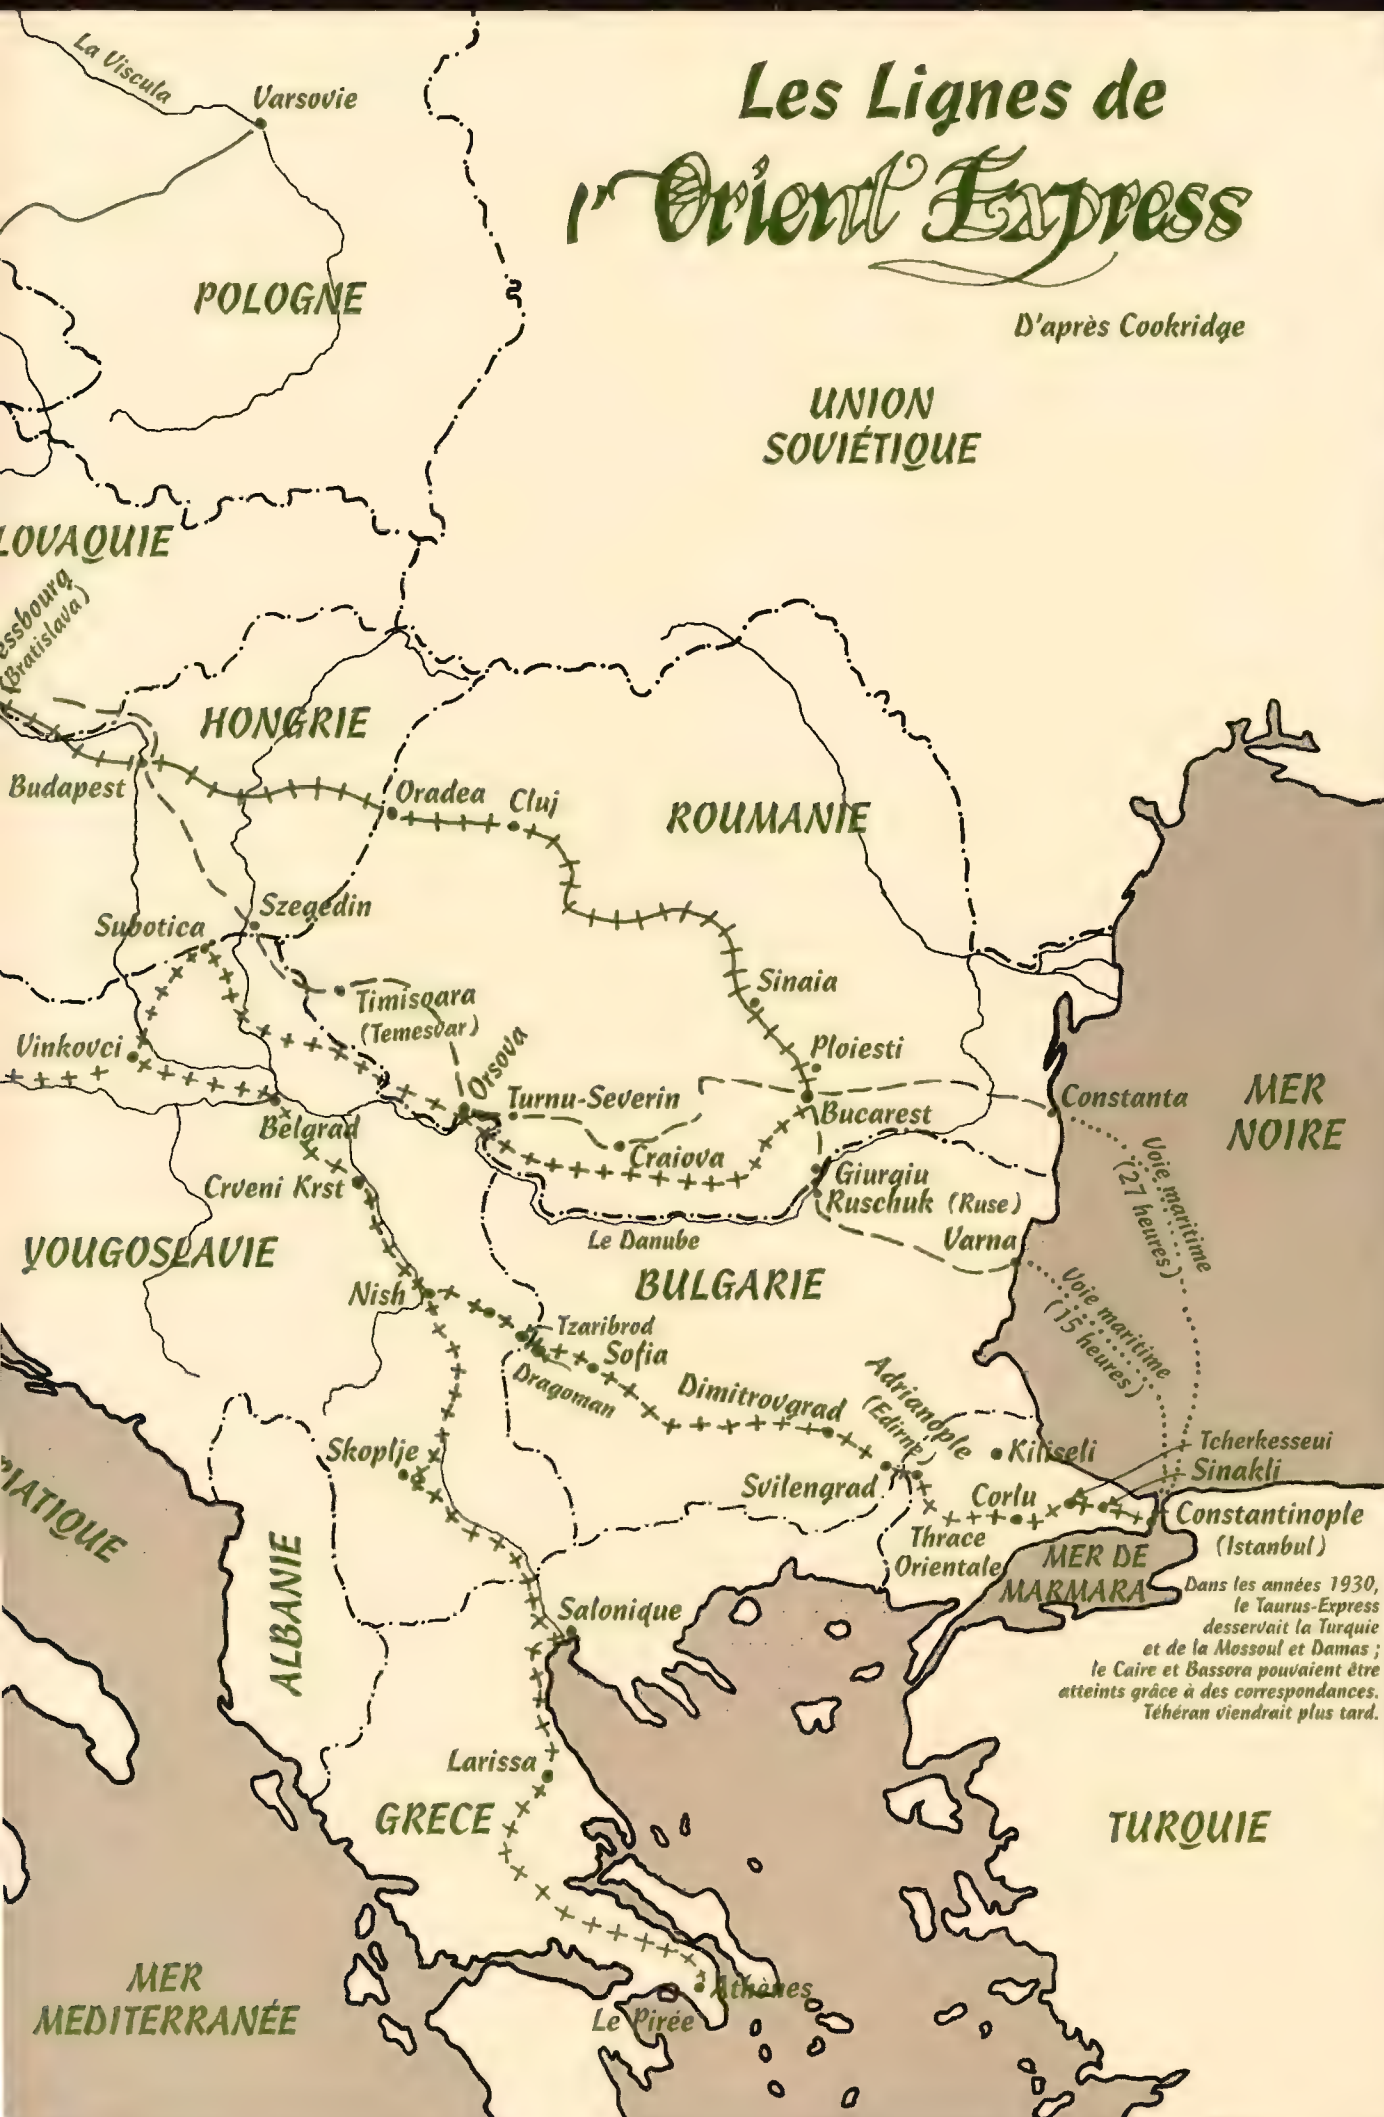 Les Lignes de
l'Orient Express
D'après Cookridge
La Viscula
Varsovie
POLOGNE
UNION
SOVIÉTIQUE
LOVAQUIE
essbourg
(Bratislava)
HONGRIE
Budapest
Oradea
Cluj
ROUMANIE
Szegedin
Subotica
Sinaia
Timisoara
(Temesvar)
Vinkovci
Orsova
Ploiesti
Turnu-Severin
Bucarest
Constanta
MER
NOIRE
Belgrad
Craiova
Crveni Krst
Giurgiu
Ruschuk (Ruse)
Voie maritime
(27 heures)
Le Danube
Varna
YOUGOSLAVIE
BULGARIE
Voie maritime
(15 heures)
Nish
Tzaribrod
Sofia
Dragoman
Dimitrovgrad
Adrianople
(Edirne)
Kiliseli
Tcherkesseui
Sinakli
Skoplje
Svilengrad
Corlu
Constantinople
(Istanbul)
Thrace
Orientale
MER DE
MARMARA
RIATIQUE
ALBANIE
Salonique
Dans les années 1930,
le Taurus-Express
desservait la Turquie
et de la Mossoul et Damas ;
le Caire et Bassora pouvaient être
atteints grâce à des correspondances.
Téhéran viendrait plus tard.
Larissa
GRECE
TURQUIE
MER
MEDITERRANÉE
Athènes
Le Pirée